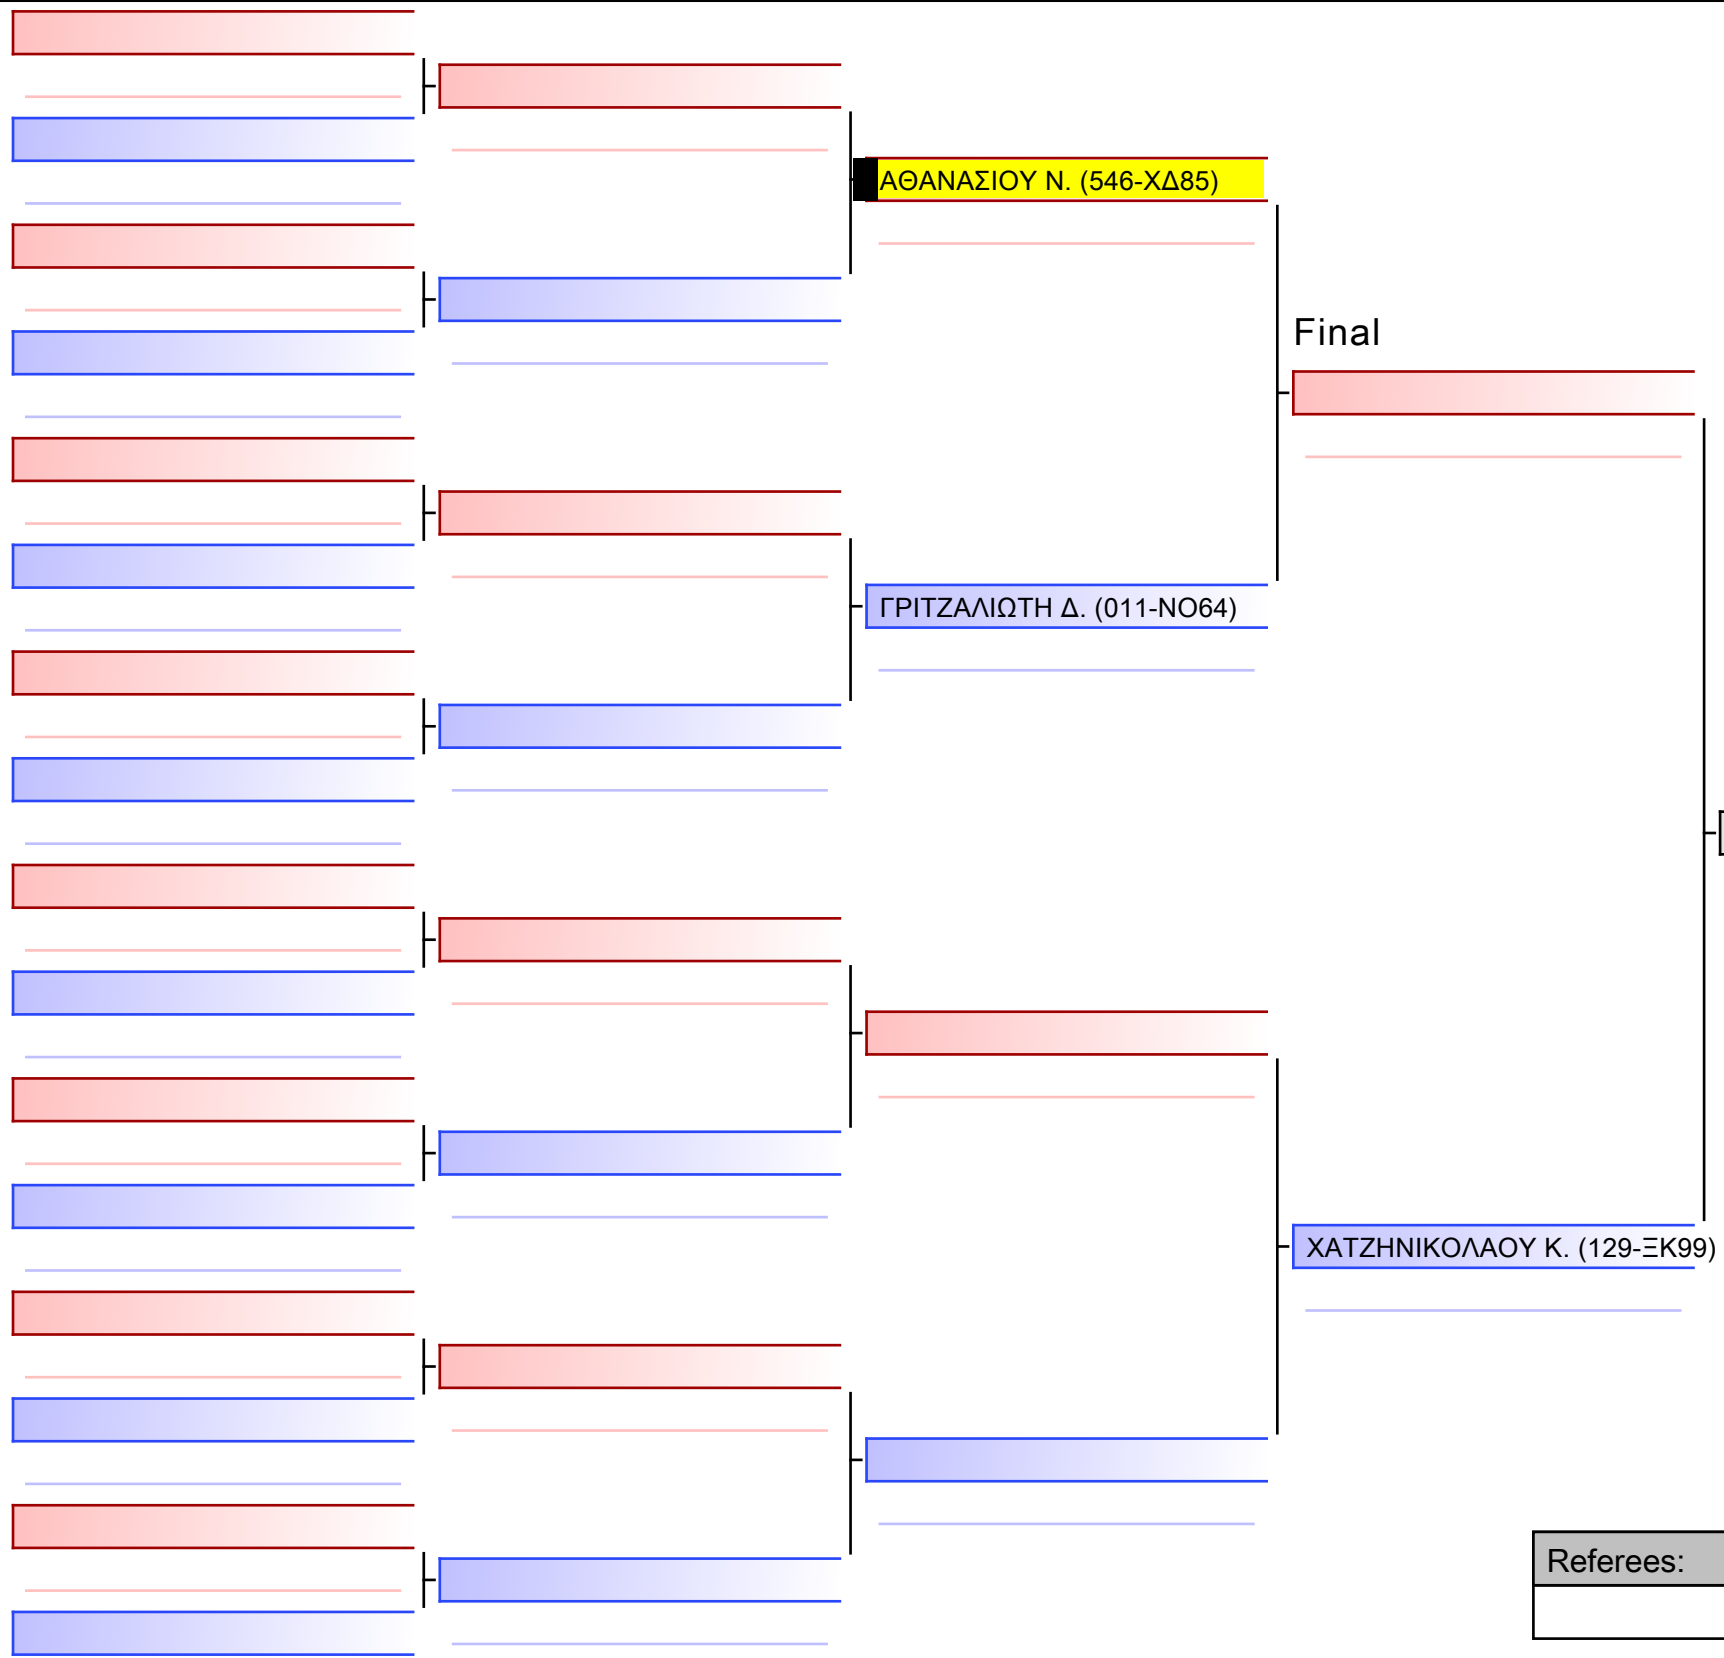 ΑΘΑΝΑΣΙΟΥ Ν. (546-ΧΔ85)
Final
ΓΡΙΤΖΑΛΙΩΤΗ Δ. (011-ΝΟ64)
ΧΑΤΖΗΝΙΚΟΛΑΟΥ Κ. (129-ΞΚ99)
Referees: